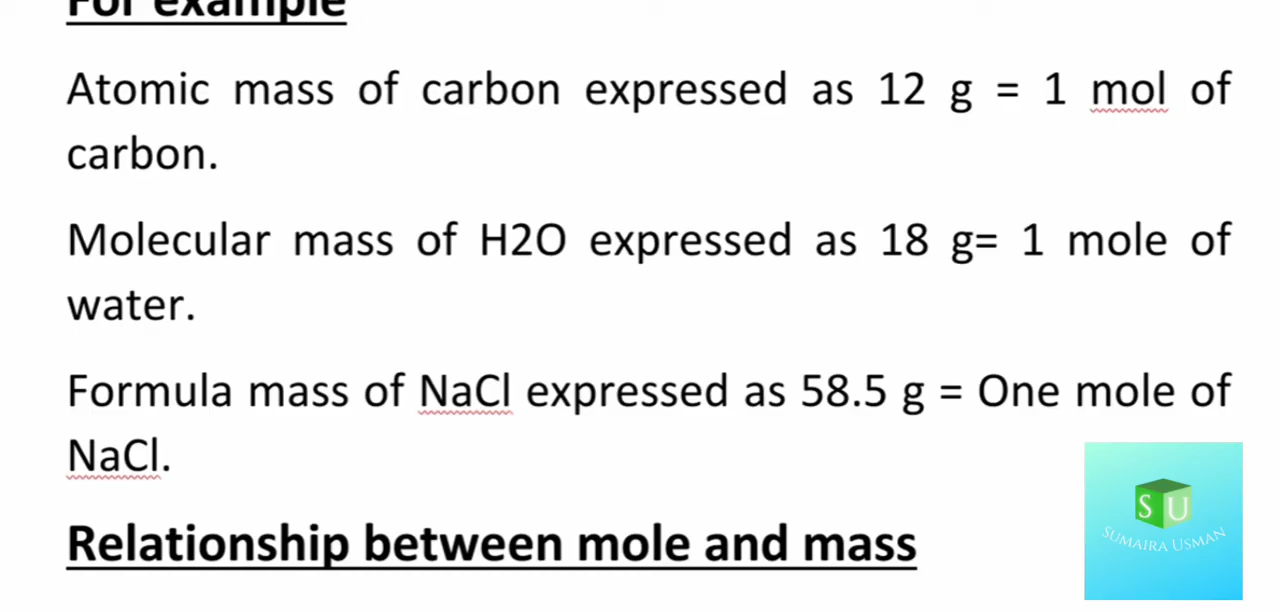 For example
Atomic mass of carbon expressed as 12 g = 1 mol of
carbon.
Molecular mass of H2O expressed as 18 g= 1 mole of
water.
Formula mass of NaCl expressed as 58.5 g = One mole of
NaCl.
S U
SUMAIRA USMAN
Relationship between mole and mass